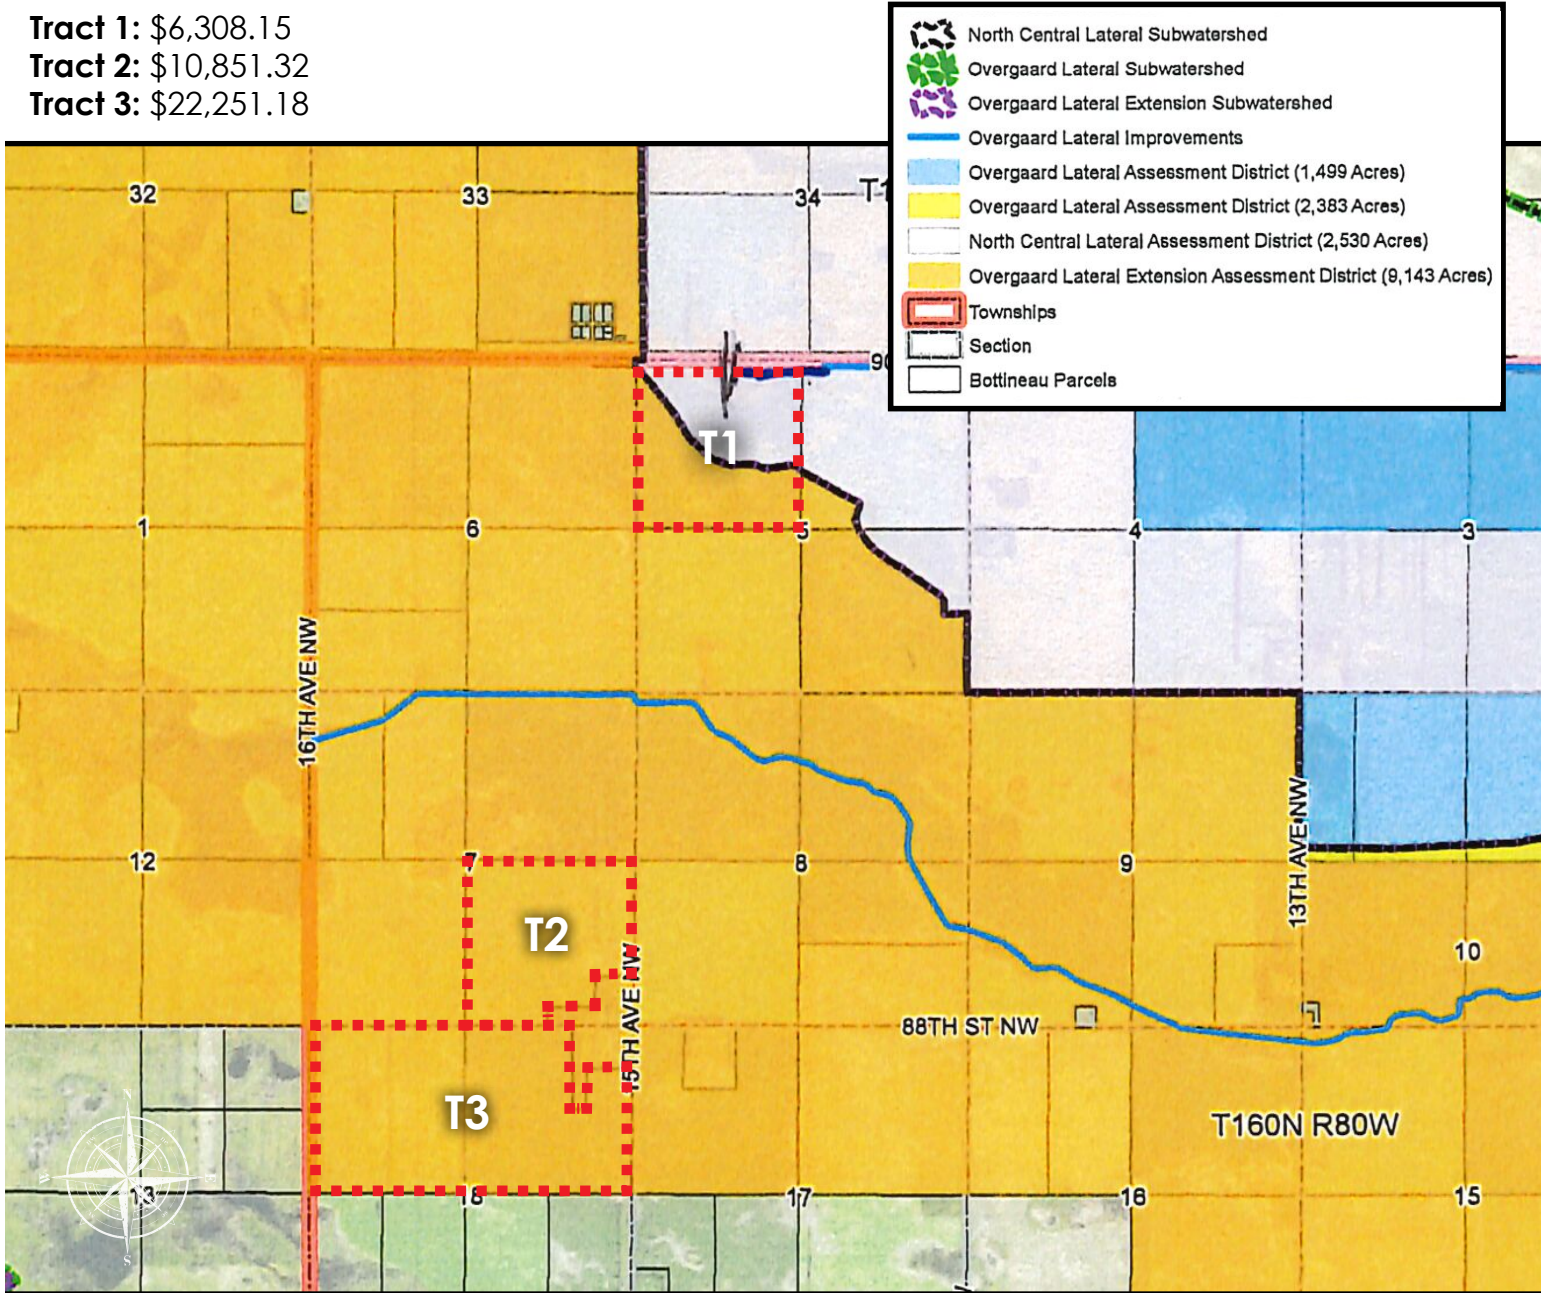 Tract 1: $6,308.15
Tract 2: $10,851.32
Tract 3: $22,251.18
North Central Lateral Subwatershed
Overgaard Lateral Subwatershed
Overgaard Lateral Extension Subwatershed
Overgaard Lateral Improvements
Overgaard Lateral Assessment District (1,499 Acres)
Overgaard Lateral Assessment District (2,383 Acres)
North Central Lateral Assessment District (2,530 Acres)
Overgaard Lateral Extension Assessment District (9,143 Acres)
Townships
Section
Bottineau Parcels
32
33
34
T1
90
T1
1
6
5
4
3
16TH AVE NW
12
7
8
9
13TH AVE NW
10
T2
15TH AVE NW
88TH ST NW
T3
T160N R80W
N
W
E
S
13
18
17
16
15